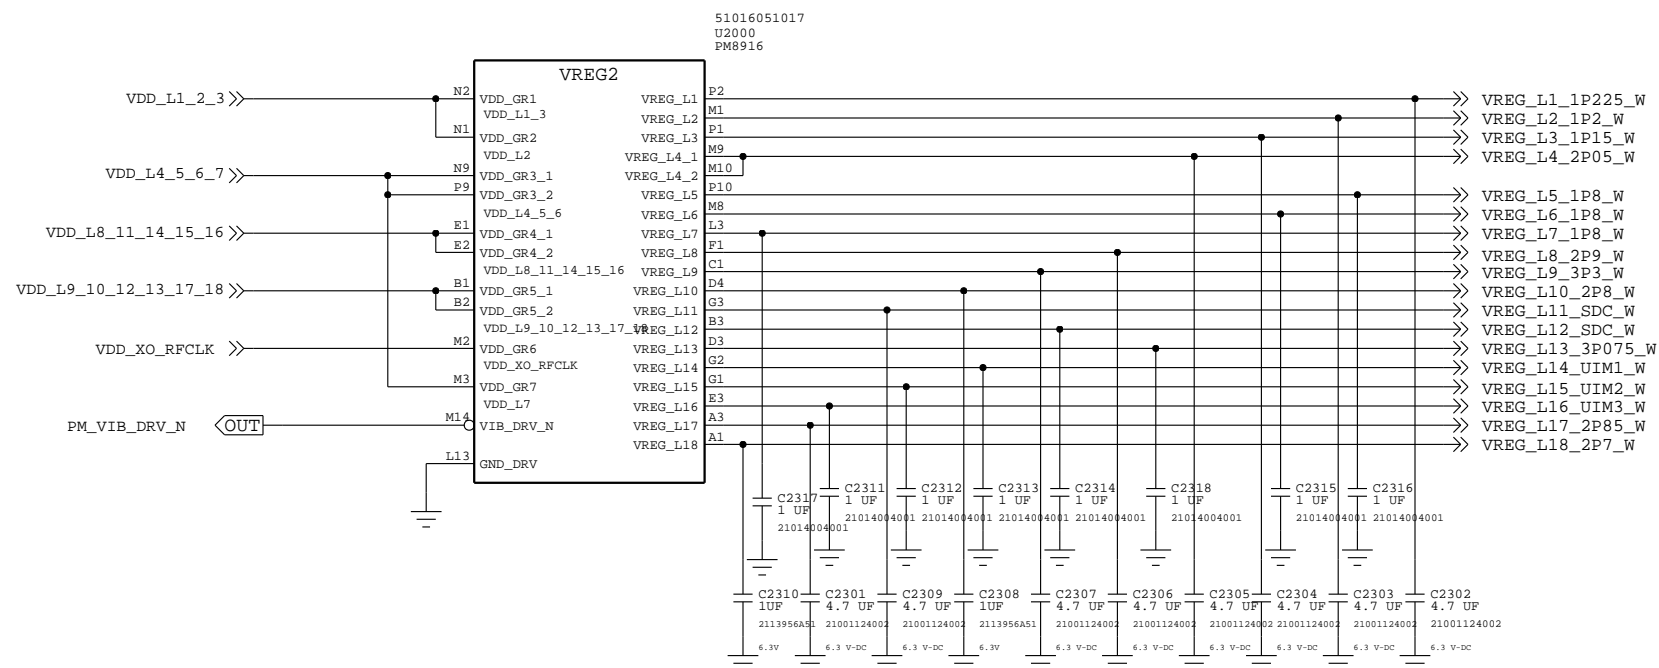 51016051017
U2000
PM8916
VREG2
VDD_L1_2_3
N2
VDD_GR1
VREG_L1
P2
VREG_L1_1P225_W
VDD_L1_3
VREG_L2
M1
VREG_L2_1P2_W
N1
VDD_GR2
VREG_L3
P1
VREG_L3_1P15_W
VDD_L2
VREG_L4_1
M9
VREG_L4_2P05_W
VDD_L4_5_6_7
N9
VDD_GR3_1
VREG_L4_2
M10
P9
VDD_GR3_2
VREG_L5
P10
VREG_L5_1P8_W
VDD_L4_5_6
VREG_L6
M8
VREG_L6_1P8_W
VDD_L8_11_14_15_16
E1
VDD_GR4_1
VREG_L7
L3
VREG_L7_1P8_W
E2
VDD_GR4_2
VREG_L8
F1
VREG_L8_2P9_W
VDD_L8_11_14_15_16
VREG_L9
C1
VREG_L9_3P3_W
VDD_L9_10_12_13_17_18
B1
VDD_GR5_1
VREG_L10
D4
VREG_L10_2P8_W
B2
VDD_GR5_2
VREG_L11
G3
VREG_L11_SDC_W
VDD_L9_10_12_13_17_18
VREG_L12
B3
VREG_L12_SDC_W
VDD_XO_RFCLK
M2
VDD_GR6
VREG_L13
D3
VREG_L13_3P075_W
VDD_XO_RFCLK
VREG_L14
G2
VREG_L14_UIM1_W
M3
VDD_GR7
VREG_L15
G1
VREG_L15_UIM2_W
VDD_L7
VREG_L16
E3
VREG_L16_UIM3_W
PM_VIB_DRV_N
OUT
M14
VIB_DRV_N
VREG_L17
A3
VREG_L17_2P85_W
VREG_L18
A1
VREG_L18_2P7_W
L13
GND_DRV
C2317
1 UF
21014004001
C2311
1 UF
21014004001
C2312
1 UF
21014004001
C2313
1 UF
21014004001
C2314
1 UF
21014004001
C2318
1 UF
21014004001
C2315
1 UF
21014004001
C2316
1 UF
21014004001
C2310
1UF
2113956A51
6.3V
C2301
4.7 UF
21001124002
6.3 V-DC
C2309
4.7 UF
21001124002
6.3 V-DC
C2308
1UF
2113956A51
6.3V
C2307
4.7 UF
21001124002
6.3 V-DC
C2306
4.7 UF
21001124002
6.3 V-DC
C2305
4.7 UF
21001124002
6.3 V-DC
C2304
4.7 UF
21001124002
6.3 V-DC
C2303
4.7 UF
21001124002
6.3 V-DC
C2302
4.7 UF
21001124002
6.3 V-DC